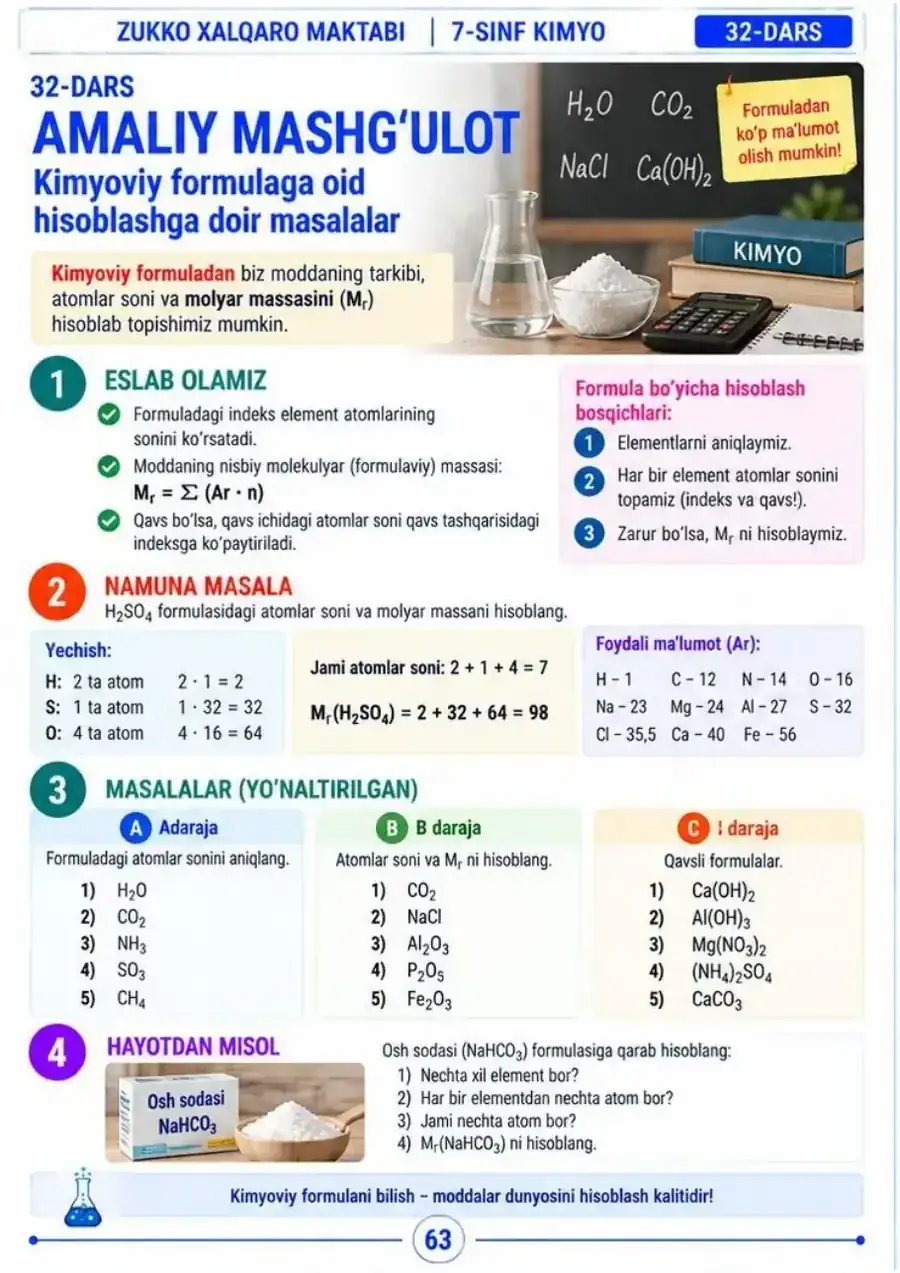 ZUKKO XALQARO MAKTABI | 7-SINF KIMYO
32-DARS
32-DARS
AMALIY MASHG‘ULOT
Kimyoviy formulaga oid
hisoblashga doir masalalar
H₂O CO₂
NaCl Ca(OH)₂
Formuladan
ko‘p ma’lumot
olish mumkin!
KIMYO
Kimyoviy formuladan biz moddaning tarkibi,
atomlar soni va molyar massasini (Mᵣ)
hisoblab topishimiz mumkin.
1 ESLAB OLAMIZ
Formuladagi indeks element atomlarining
sonini ko‘rsatadi.
Moddaning nisbiy molekulyar (formulaviy) massasi:
Mᵣ = Σ (Ar · n)
Qavs bo‘lsa, qavs ichidagi atomlar soni qavs tashqarisidagi
indeksga ko‘paytiriladi.
Formula bo‘yicha hisoblash
bosqichlari:
1 Elementlarni aniqlaymiz.
2 Har bir element atomlar sonini
topamiz (indeks va qavs!).
3 Zarur bo‘lsa, Mᵣ ni hisoblaymiz.
2 NAMUNA MASALA
H₂SO₄ formulasidagi atomlar soni va molyar massani hisoblang.
Yechish:
H: 2 ta atom 2 · 1 = 2
S: 1 ta atom 1 · 32 = 32
O: 4 ta atom 4 · 16 = 64
Jami atomlar soni: 2 + 1 + 4 = 7
Mᵣ(H₂SO₄) = 2 + 32 + 64 = 98
Foydali ma’lumot (Ar):
H – 1 C – 12 N – 14 O – 16
Na – 23 Mg – 24 Al – 27 S – 32
Cl – 35,5 Ca – 40 Fe – 56
3 MASALALAR (YO‘NALTIRILGAN)
A Adaraja
Formuladagi atomlar sonini aniqlang.
1) H₂O
2) CO₂
3) NH₃
4) SO₃
5) CH₄
B B daraja
Atomlar soni va Mᵣ ni hisoblang.
1) CO₂
2) NaCl
3) Al₂O₃
4) P₂O₅
5) Fe₂O₃
C ! daraja
Qavsli formulalar.
1) Ca(OH)₂
2) Al(OH)₃
3) Mg(NO₃)₂
4) (NH₄)₂SO₄
5) CaCO₃
4 HAYOTDAN MISOL
Osh sodasi
NaHCO₃
Osh sodasi (NaHCO₃) formulasiga qarab hisoblang:
1) Nechta xil element bor?
2) Har bir elementdan nechta atom bor?
3) Jami nechta atom bor?
4) Mᵣ(NaHCO₃) ni hisoblang.
Kimyoviy formulani bilish – moddalar dunyosini hisoblash kalitidir!
63